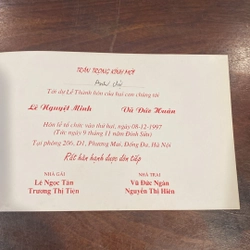 TRÂN TRỌNG KÍNH MỜI
Tới dự Lễ Thành hôn của hai con chúng tôi
Lê Nguyệt Minh Vũ Đức Huấn
Hôn lễ tổ chức vào thứ hai, ngày 08-12-1997
(Tức ngày 9 tháng 11 năm Đinh Sửu)
Tại phòng 206, D1, Phương Mai, Đống Đa, Hà Nội
Rất hân hạnh được đón tiếp
NHÀ GÁI NHÀ TRAI
Lê Ngọc Tân Vũ Đức Ngân
Trương Thị Tiền Nguyễn Thị Hiền